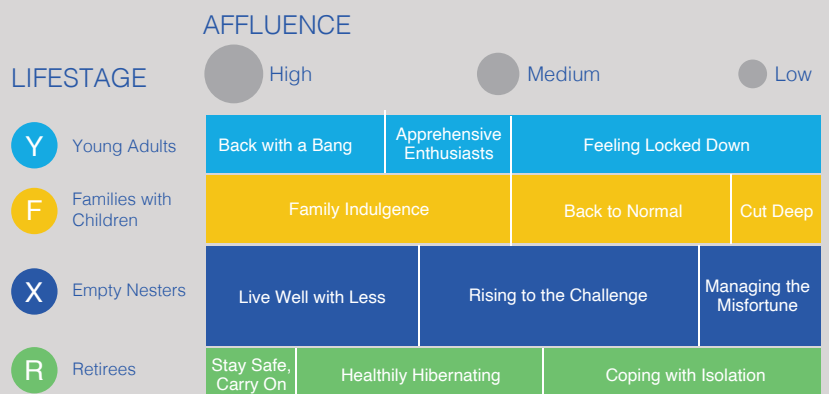 AFFLUENCE
LIFESTAGE
High
Medium
Low
Y
Young Adults
Back with a Bang
Apprehensive
Enthusiasts
Feeling Locked Down
F
Families with
Children
Family Indulgence
Back to Normal
Cut Deep
X
Empty Nesters
Live Well with Less
Rising to the Challenge
Managing the
Misfortune
R
Retirees
Stay Safe,
Carry On
Healthily Hibernating
Coping with Isolation